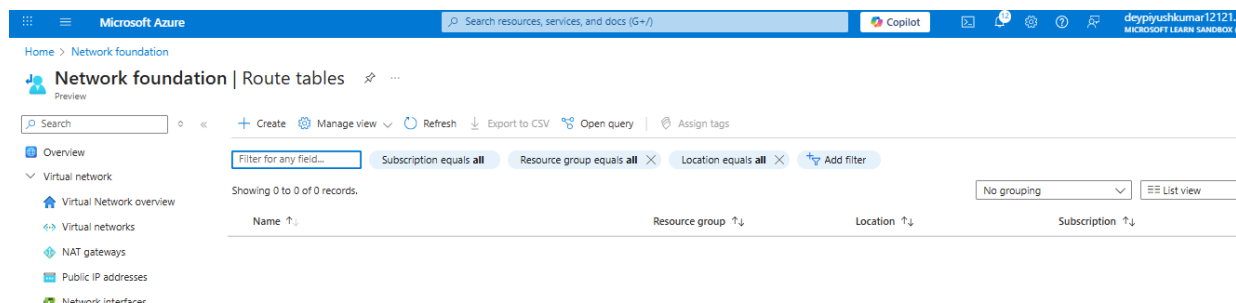 Microsoft Azure
Search resources, services, and docs (G+/)
Copilot
12
deypiyushkumar12121.
MICROSOFT LEARN SANDBOX
Home > Network foundation
Network foundation | Route tables
Preview
Search
Create
Manage view
Refresh
Export to CSV
Open query
Assign tags
Filter for any field...
Subscription equals all
Resource group equals all
Location equals all
Add filter
Showing 0 to 0 of 0 records.
No grouping
List view
Name
Resource group
Location
Subscription
Overview
Virtual network
Virtual Network overview
Virtual networks
NAT gateways
Public IP addresses
Network interfaces